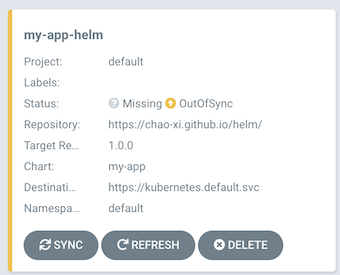 my-app-helm
Project: default
Labels:
Status: Missing OutOfSync
Repository: https://chao-xi.github.io/helm/
Target Re... 1.0.0
Chart: my-app
Destinati... https://kubernetes.default.svc
Namespa... default
SYNC REFRESH DELETE